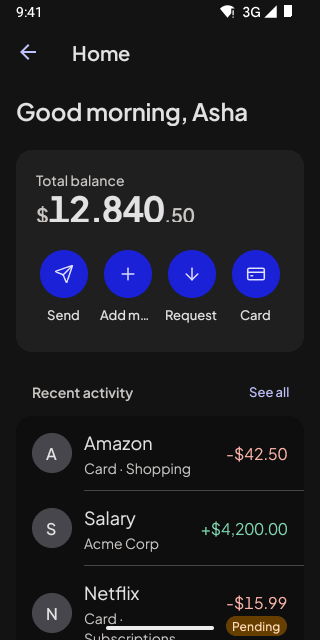 9:41 3G
Home
Good morning, Asha
Total balance
$12.840.50
Send Add m... Request Card
Recent activity See all
A Amazon -$42.50
Card · Shopping
S Salary +$4,200.00
Acme Corp
N Netflix -$15.99
Card · Pending
Subscriptions